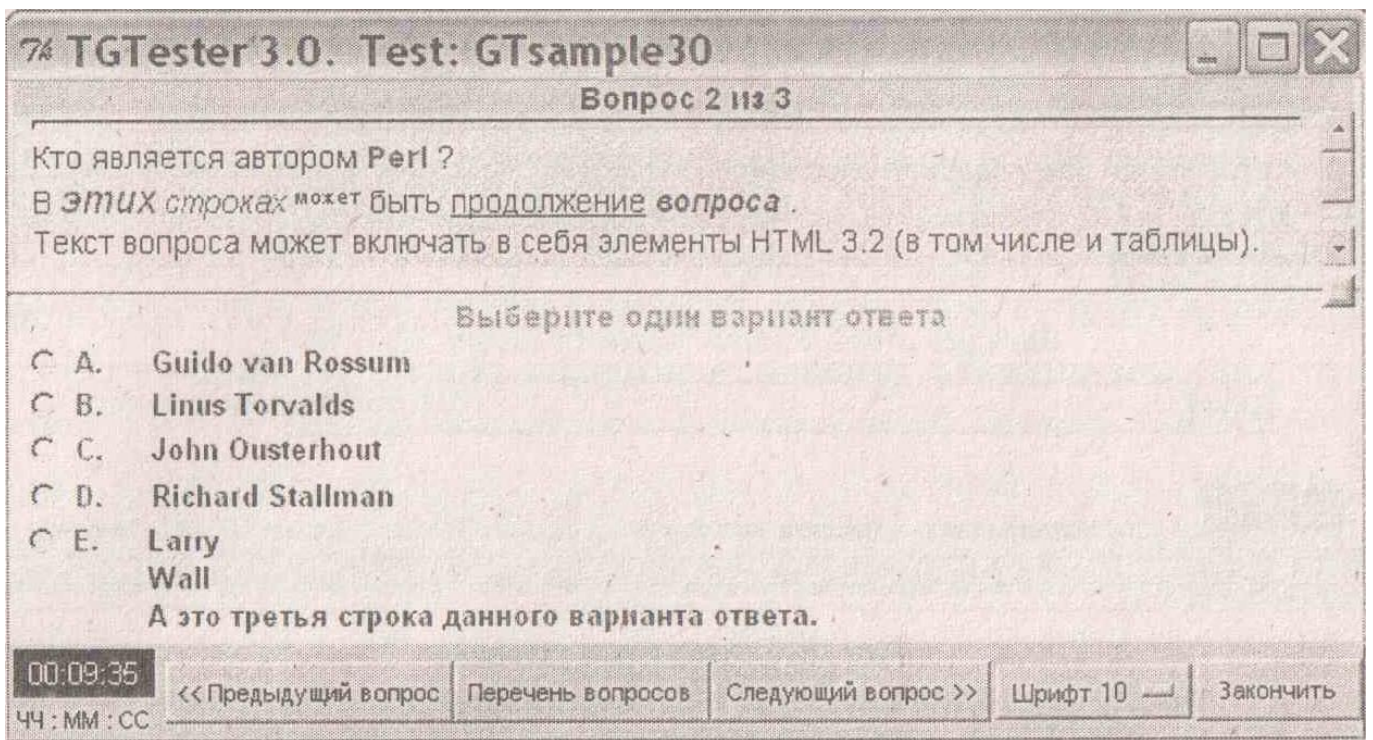 TGTester 3.0. Test: GTsample30
Вопрос 2 из 3
Кто является автором Perl ?
В этих строках может быть продолжение вопроса .
Текст вопроса может включать в себя элементы HTML 3.2 (в том числе и таблицы).
Выберите один вариант ответа
A. Guido van Rossum
B. Linus Torvalds
C. John Ousterhout
D. Richard Stallman
E. Larry
Wall
А это третья строка данного варианта ответа.
00:09:35
ЧЧ : ММ : СС
<< Предыдущий вопрос
Перечень вопросов
Следующий вопрос >>
Шрифт 10
Закончить